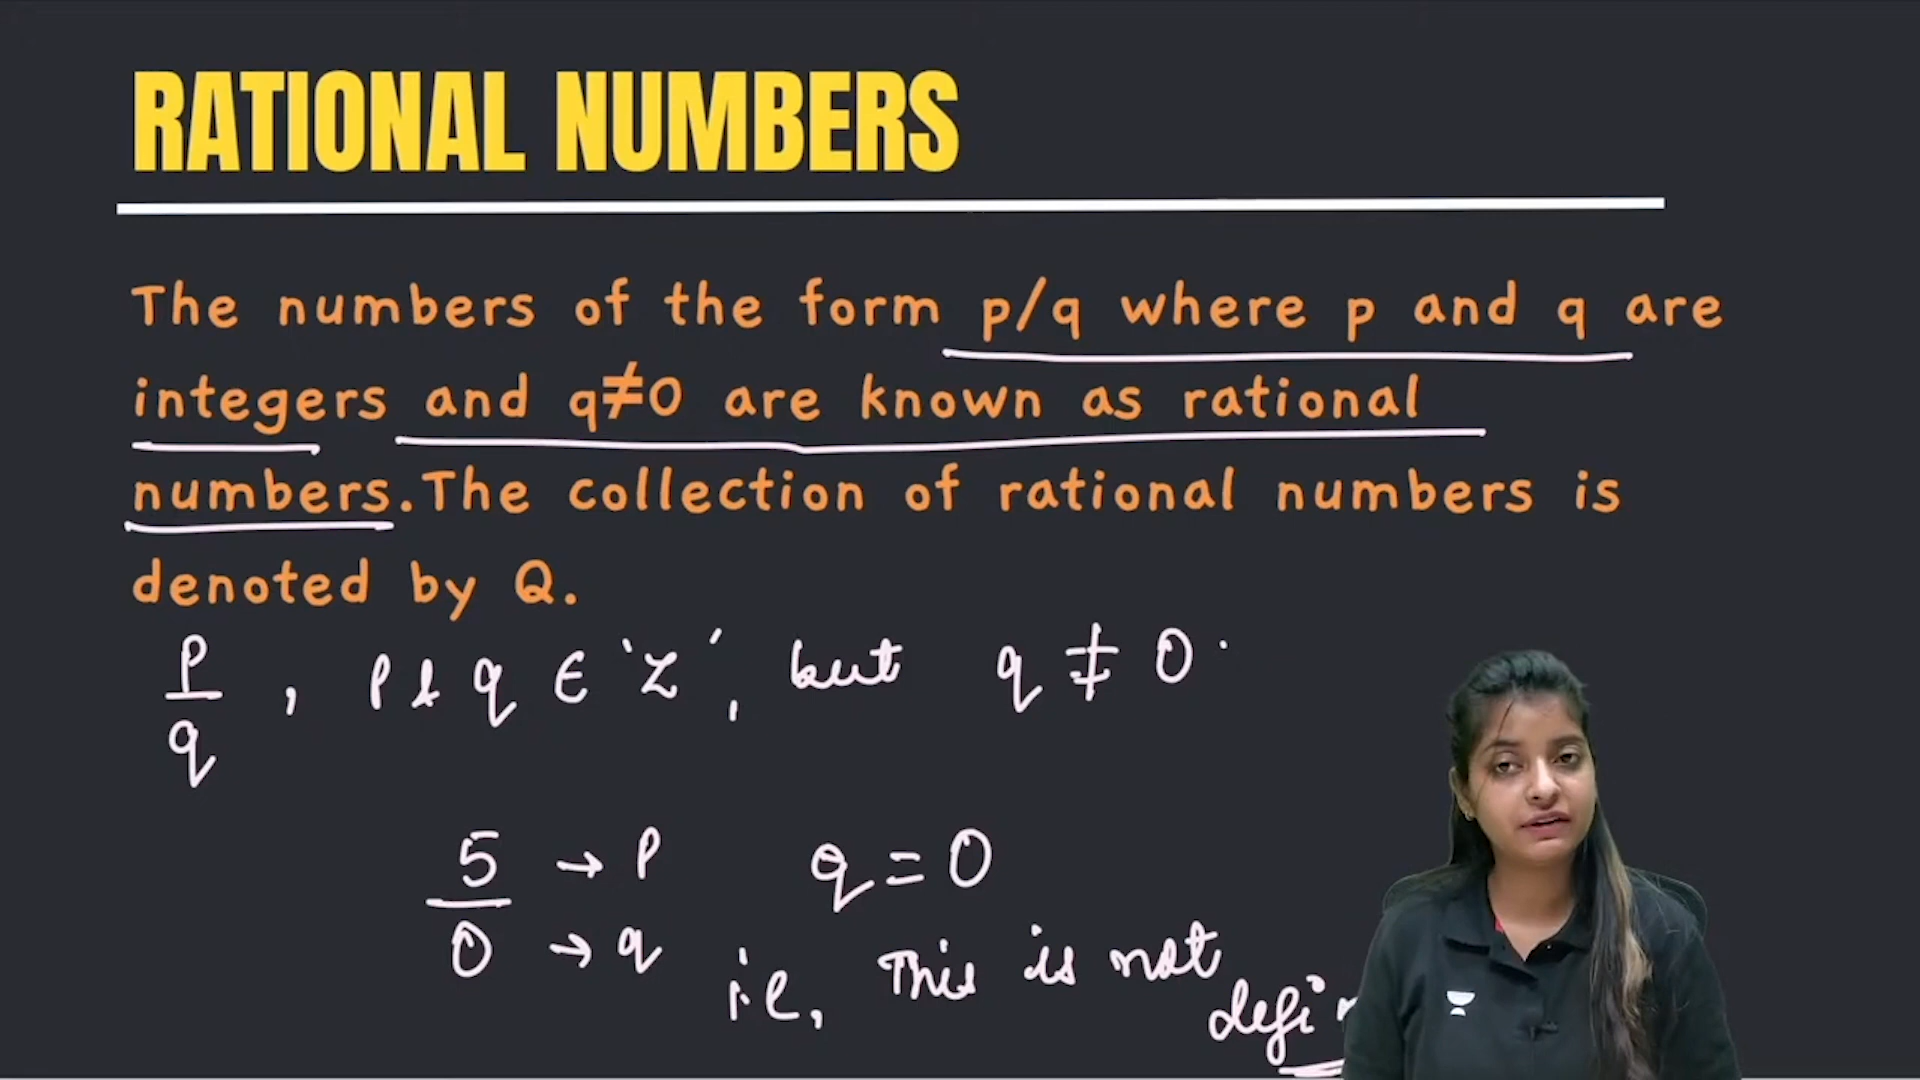 RATIONAL NUMBERS
The numbers of the form p/q where p and q are
integers and q≠0 are known as rational
numbers.The collection of rational numbers is
denoted by Q.
p/q , p & q ∈ 'Z', but q ≠ 0.
5 → p q = 0
0 → q i.e, This is not